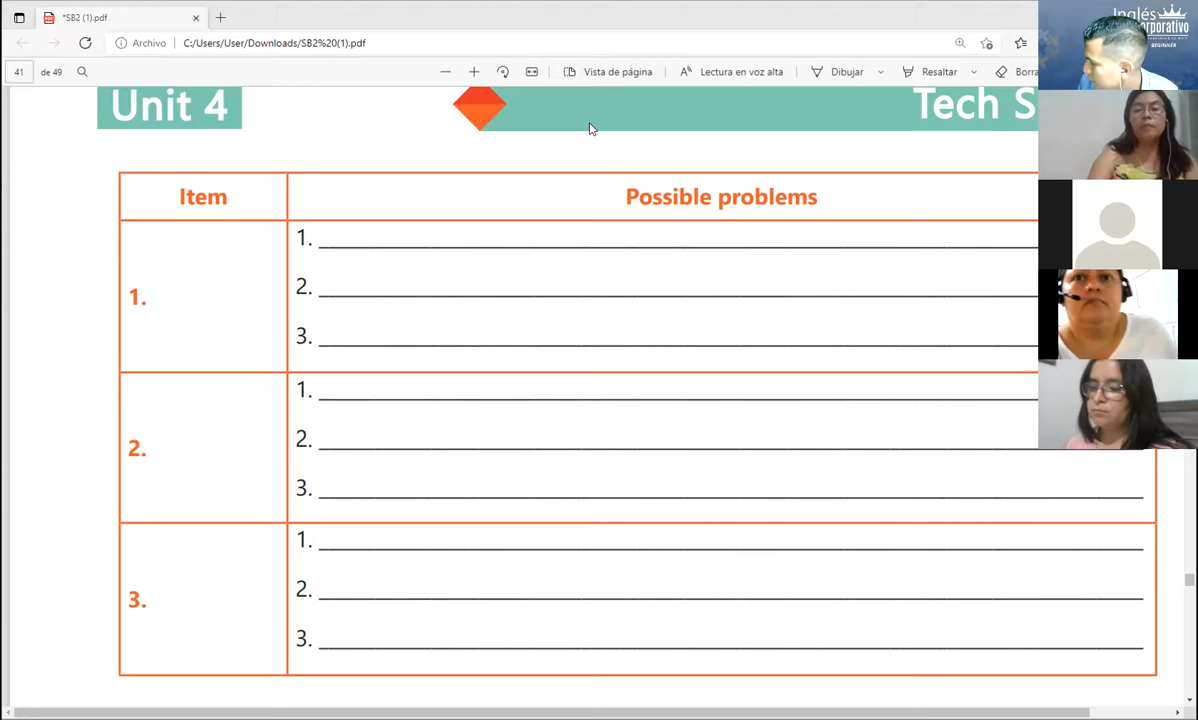 *SB2 (1).pdf
Archivo C:/Users/User/Downloads/SB2%20(1).pdf
41 de 49 Vista de página Lectura en voz alta Dibujar Resaltar Borra
Inglés
orporativo
BEGINNER
Unit 4
Tech S
Item Possible problems
1.
1.
2.
3.
2.
1.
2.
3.
3.
1.
2.
3.